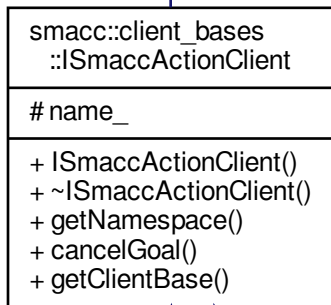 smacc::client_bases
::ISmaccActionClient
# name_
+ ISmaccActionClient()
+ ~ISmaccActionClient()
+ getNamespace()
+ cancelGoal()
+ getClientBase()